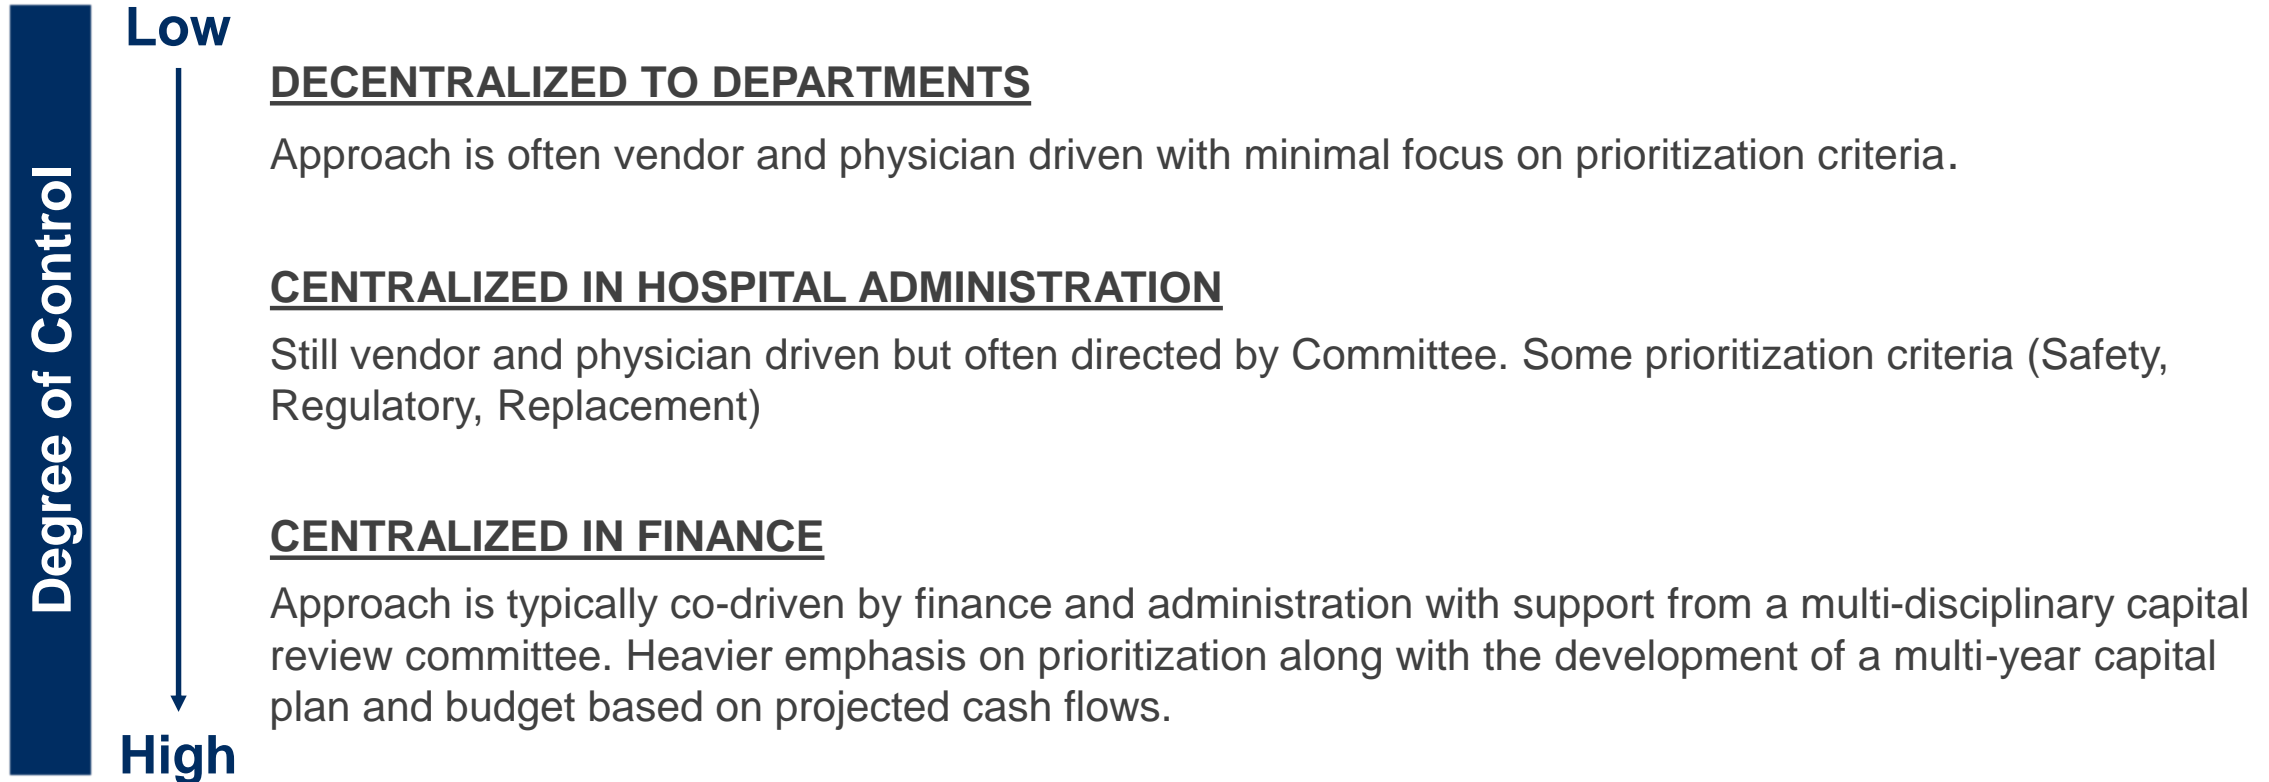 Degree of Control
Low
DECENTRALIZED TO DEPARTMENTS
Approach is often vendor and physician driven with minimal focus on prioritization criteria.
CENTRALIZED IN HOSPITAL ADMINISTRATION
Still vendor and physician driven but often directed by Committee. Some prioritization criteria (Safety,
Regulatory, Replacement)
CENTRALIZED IN FINANCE
Approach is typically co-driven by finance and administration with support from a multi-disciplinary capital
review committee. Heavier emphasis on prioritization along with the development of a multi-year capital
plan and budget based on projected cash flows.
High